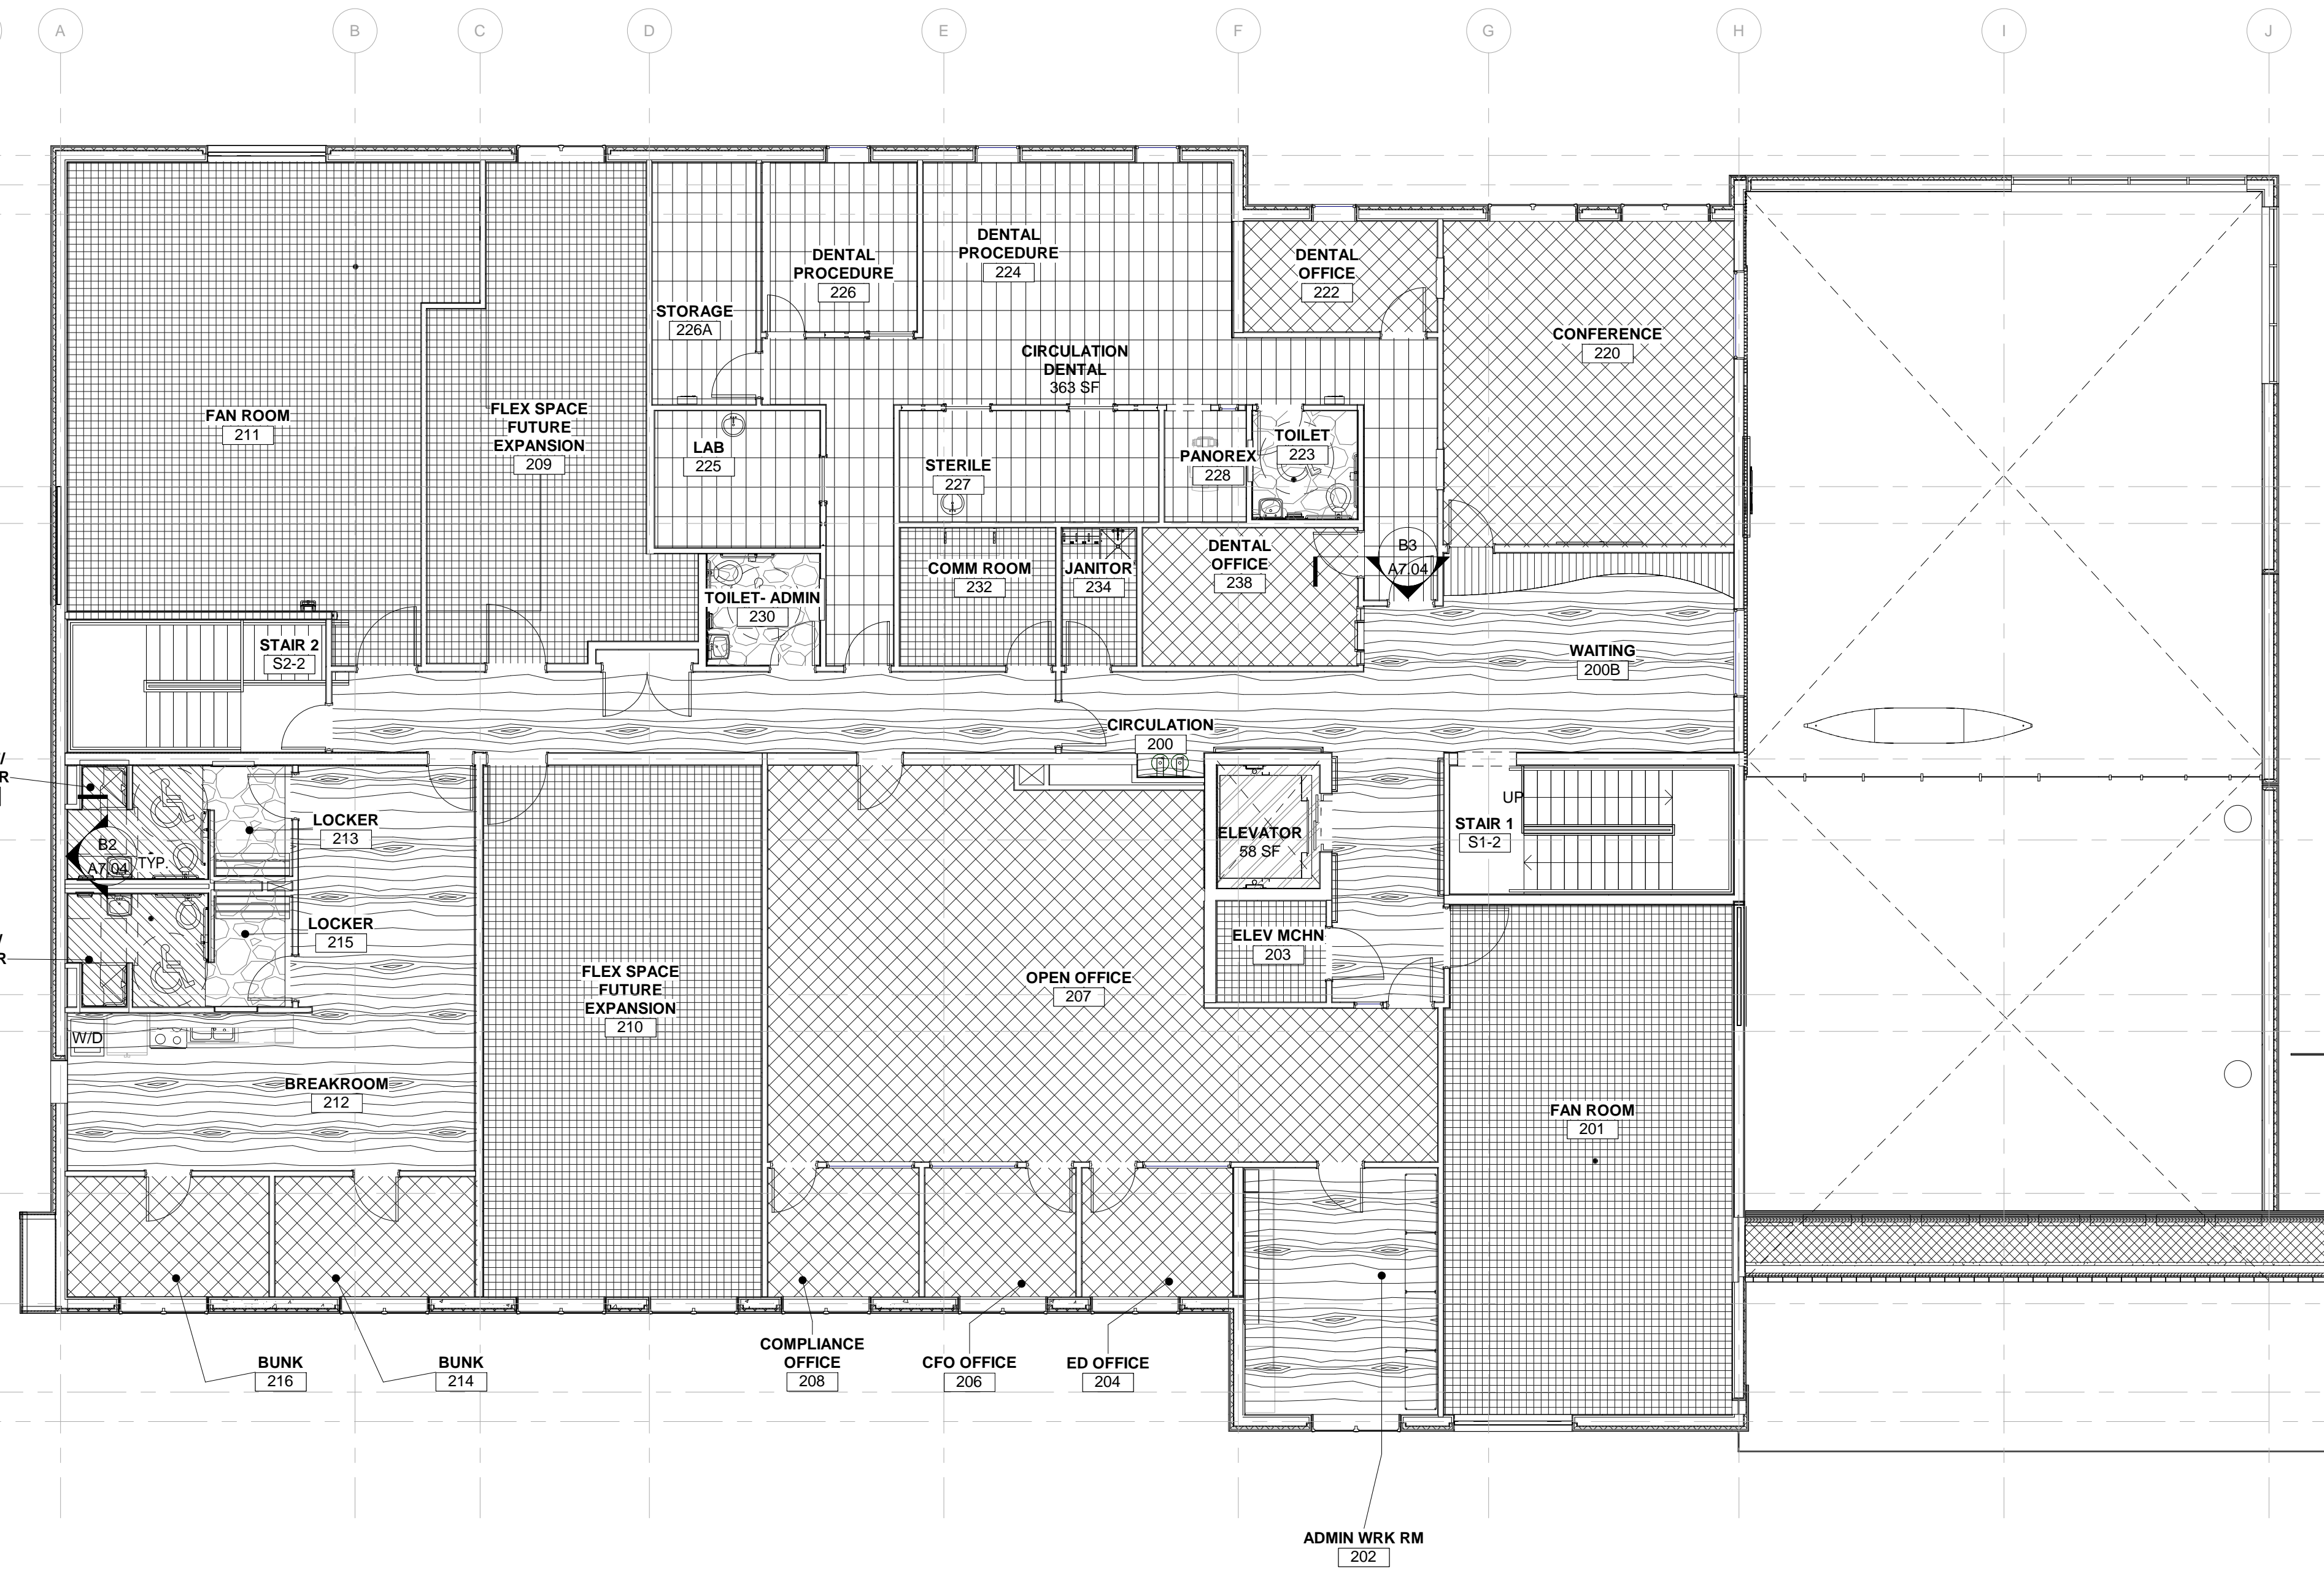 A
B
C
D
E
F
G
H
I
J
DENTAL
PROCEDURE
224
DENTAL
PROCEDURE
226
DENTAL
OFFICE
222
STORAGE
226A
CONFERENCE
220
CIRCULATION
DENTAL
363 SF
FAN ROOM
211
FLEX SPACE
FUTURE
EXPANSION
209
LAB
225
STERILE
227
PANOREX
228
TOILET
223
DENTAL
OFFICE
238
B3
A7.04
COMM ROOM
232
JANITOR
234
TOILET- ADMIN
230
STAIR 2
S2-2
WAITING
200B
CIRCULATION
200
/
R
LOCKER
213
B2
A7.04
TYP.
UP
STAIR 1
S1-2
ELEVATOR
58 SF
LOCKER
215
/
R
ELEV MCHN
203
FLEX SPACE
FUTURE
EXPANSION
210
OPEN OFFICE
207
W/D
BREAKROOM
212
FAN ROOM
201
BUNK
216
BUNK
214
COMPLIANCE
OFFICE
208
CFO OFFICE
206
ED OFFICE
204
ADMIN WRK RM
202